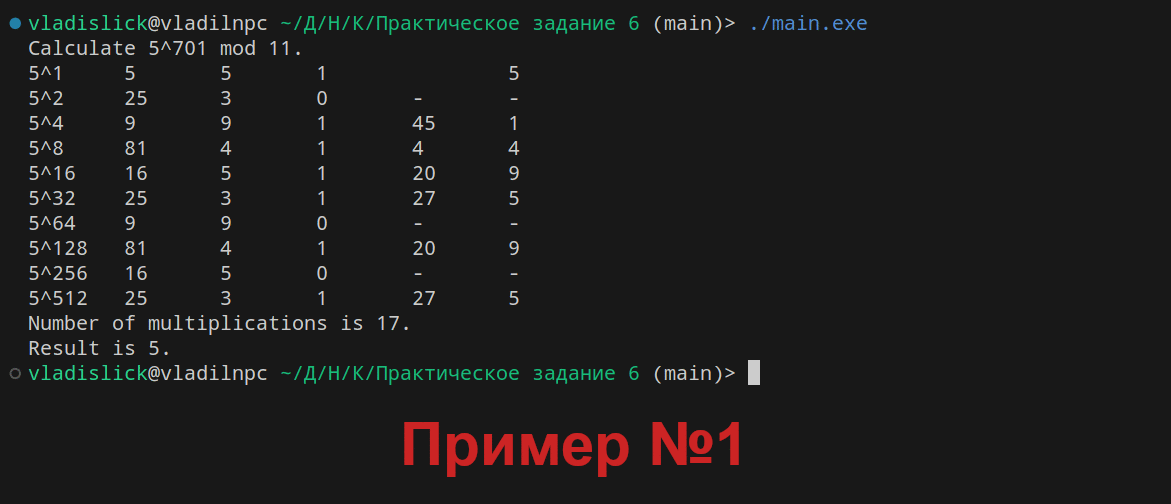 vladislick@vladilnpc ~/Д/Н/К/Практическое задание 6 (main)> ./main.exe
Calculate 5^701 mod 11.
5^1 5 5 1 5
5^2 25 3 0 - -
5^4 9 9 1 45 1
5^8 81 4 1 4 4
5^16 16 5 1 20 9
5^32 25 3 1 27 5
5^64 9 9 0 - -
5^128 81 4 1 20 9
5^256 16 5 0 - -
5^512 25 3 1 27 5
Number of multiplications is 17.
Result is 5.
vladislick@vladilnpc ~/Д/Н/К/Практическое задание 6 (main)>
Пример №1